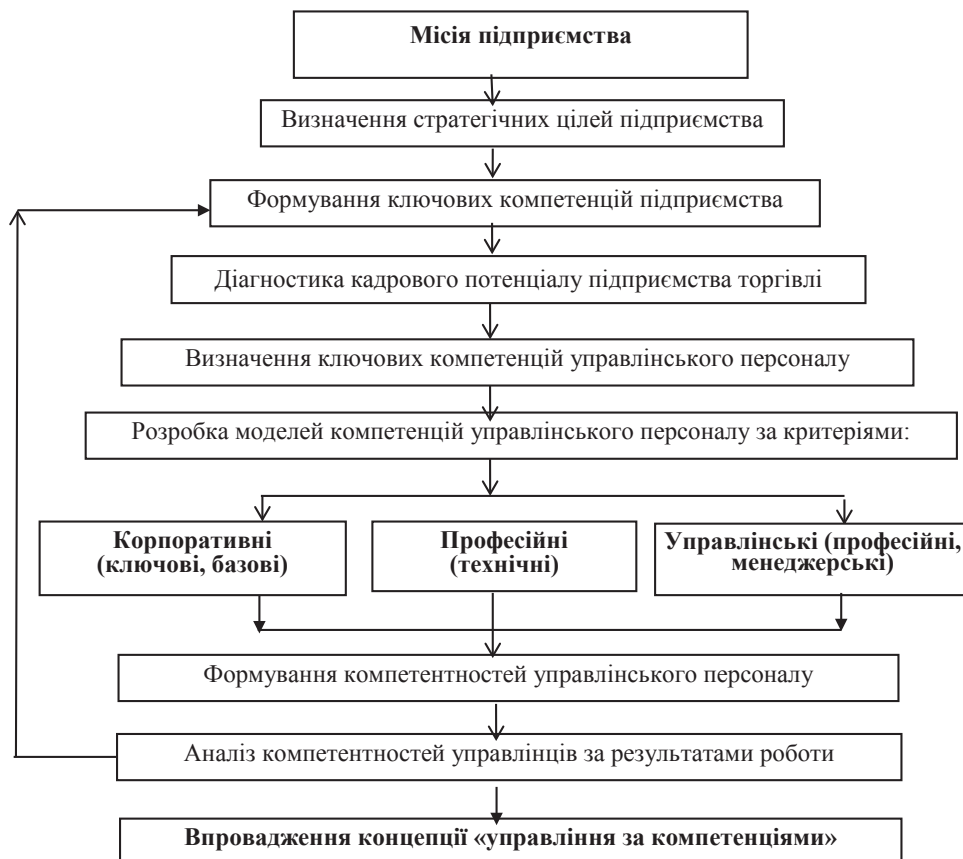 Місія підприємства
Визначення стратегічних цілей підприємства
Формування ключових компетенцій підприємства
Діагностика кадрового потенціалу підприємства торгівлі
Визначення ключових компетенцій управлінського персоналу
Розробка моделей компетенцій управлінського персоналу за критеріями:
Корпоративні
(ключові, базові)
Професійні
(технічні)
Управлінські (професійні,
менеджерські)
Формування компетентностей управлінського персоналу
Аналіз компетентностей управлінців за результатами роботи
Впровадження концепції «управління за компетенціями»